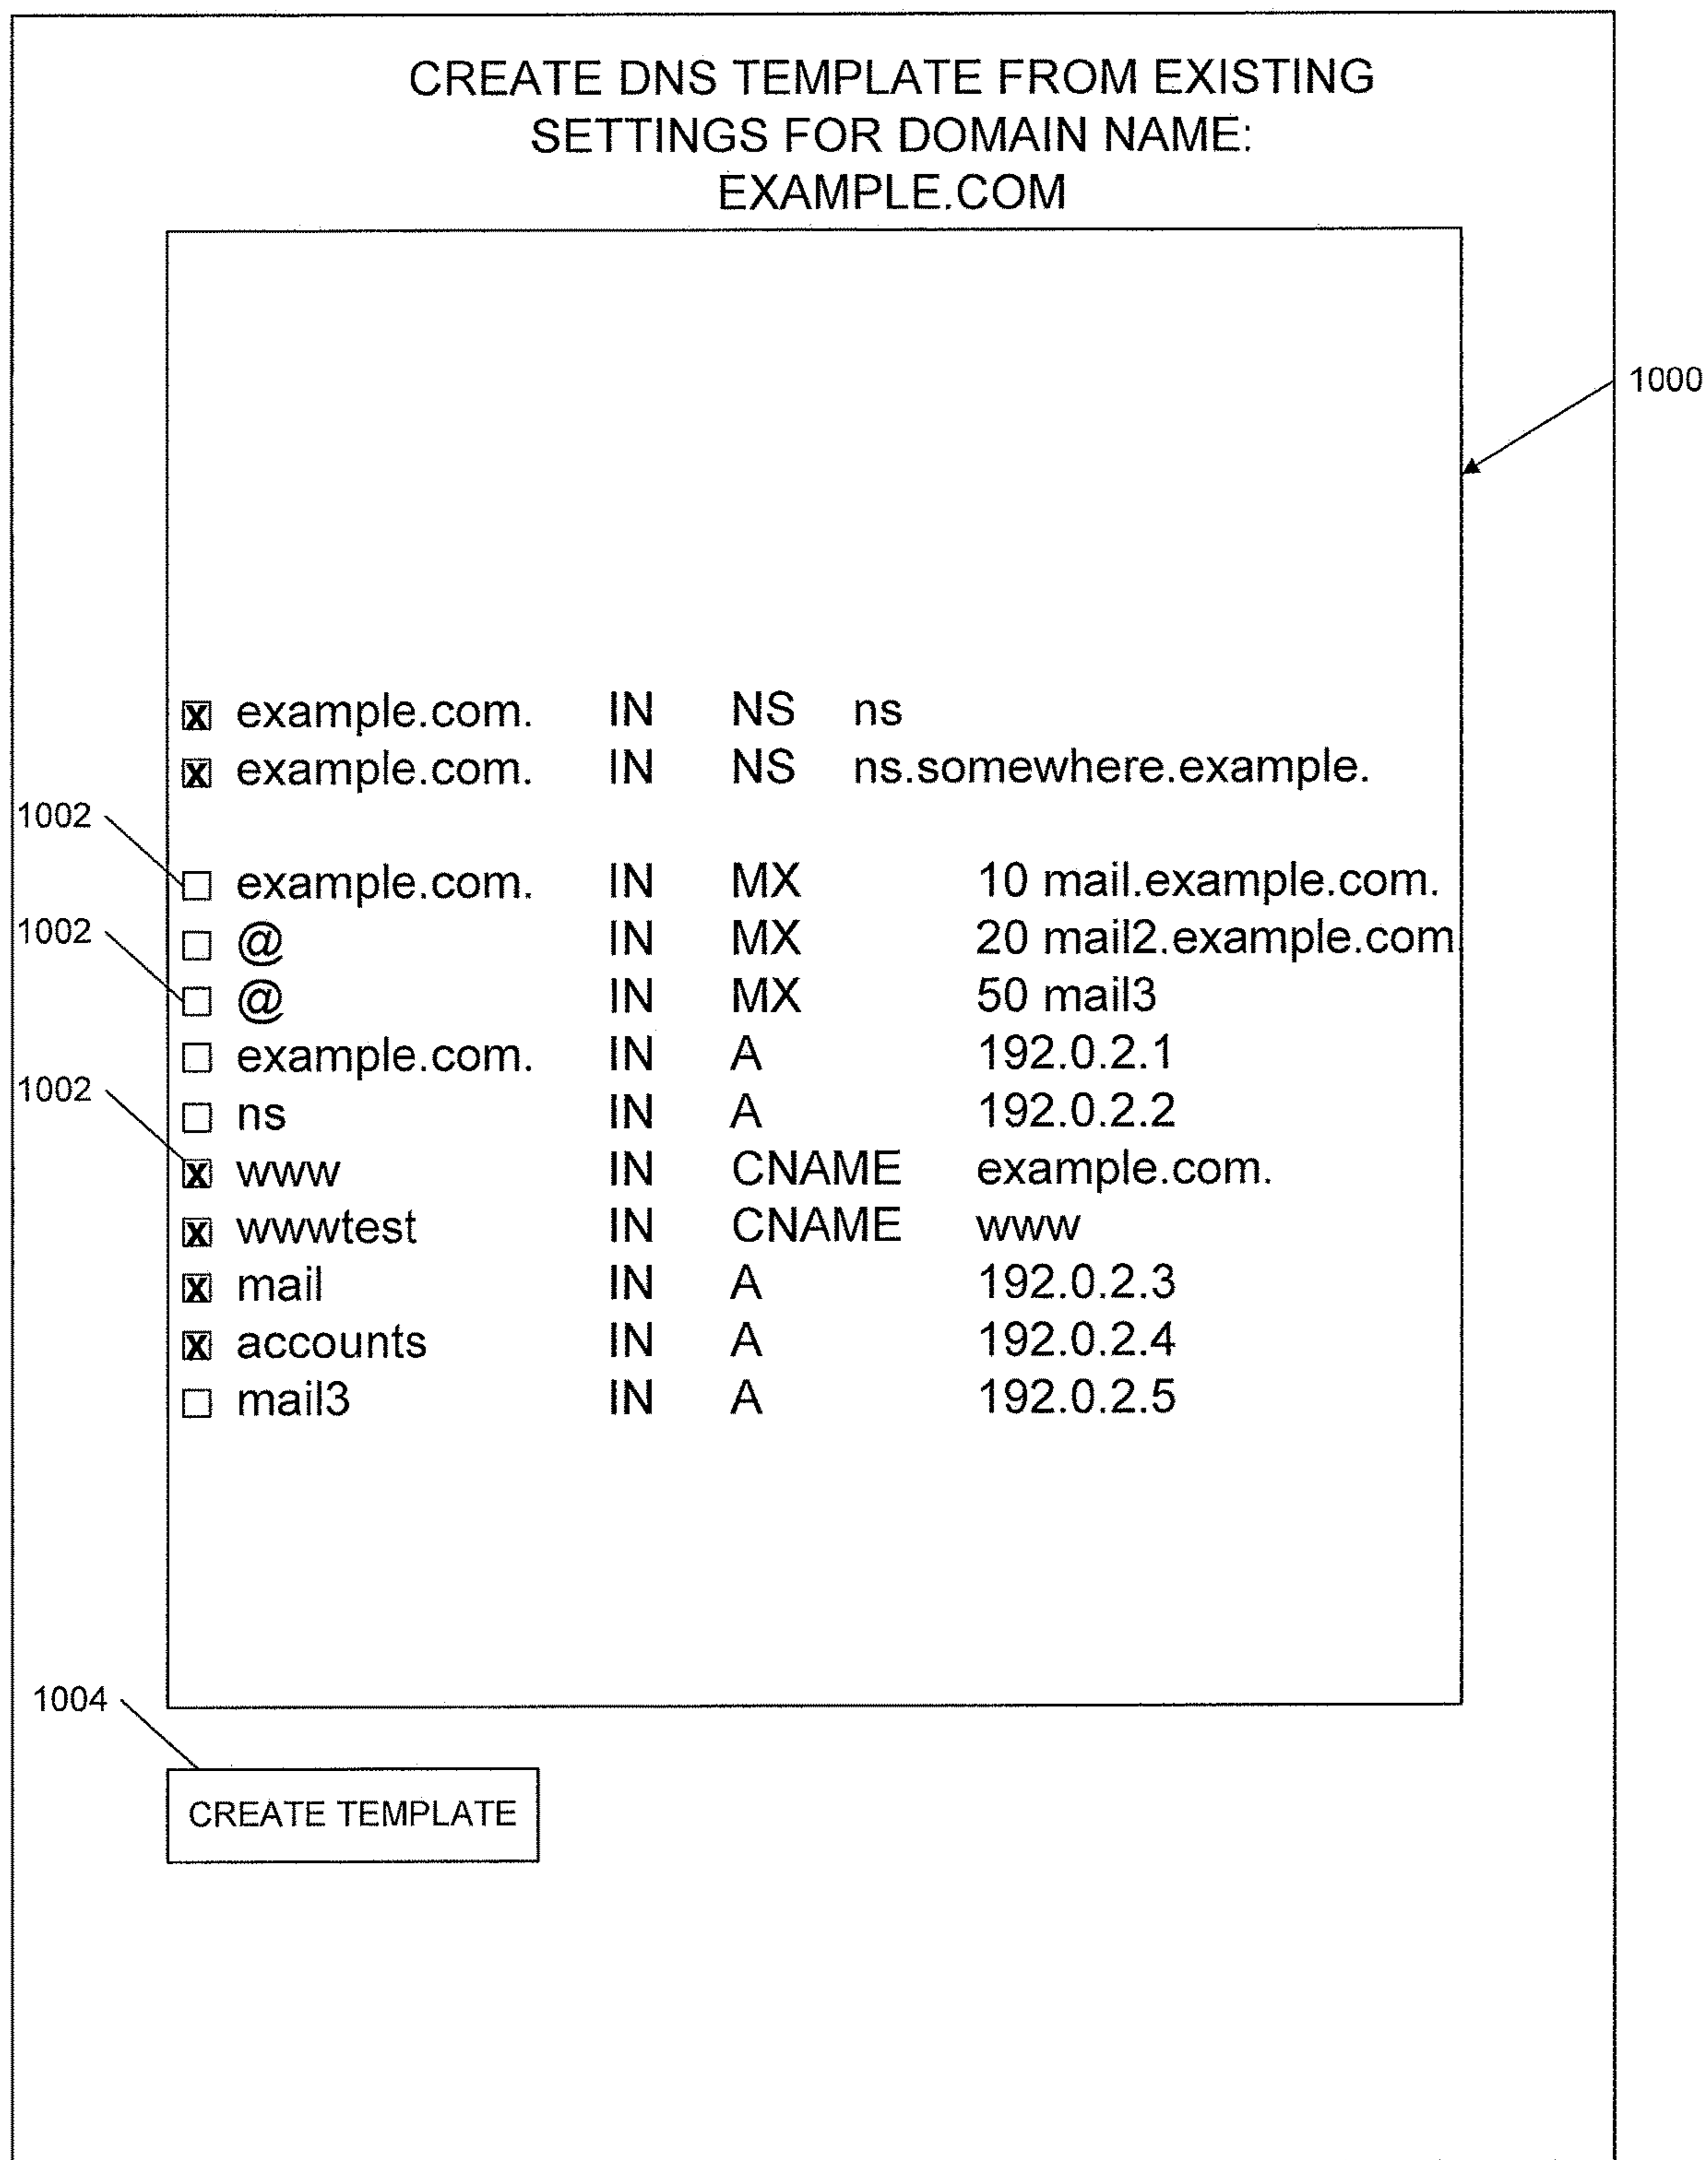 CREATE DNS TEMPLATE FROM EXISTING
SETTINGS FOR DOMAIN NAME:
EXAMPLE.COM
1000
x example.com. IN NS ns
x example.com. IN NS ns.somewhere.example.
1002
example.com. IN MX 10 mail.example.com.
1002
@ IN MX 20 mail2.example.com.
@ IN MX 50 mail3
example.com. IN A 192.0.2.1
1002
ns IN A 192.0.2.2
x www IN CNAME example.com.
x wwwtest IN CNAME www
x mail IN A 192.0.2.3
x accounts IN A 192.0.2.4
mail3 IN A 192.0.2.5
1004
CREATE TEMPLATE